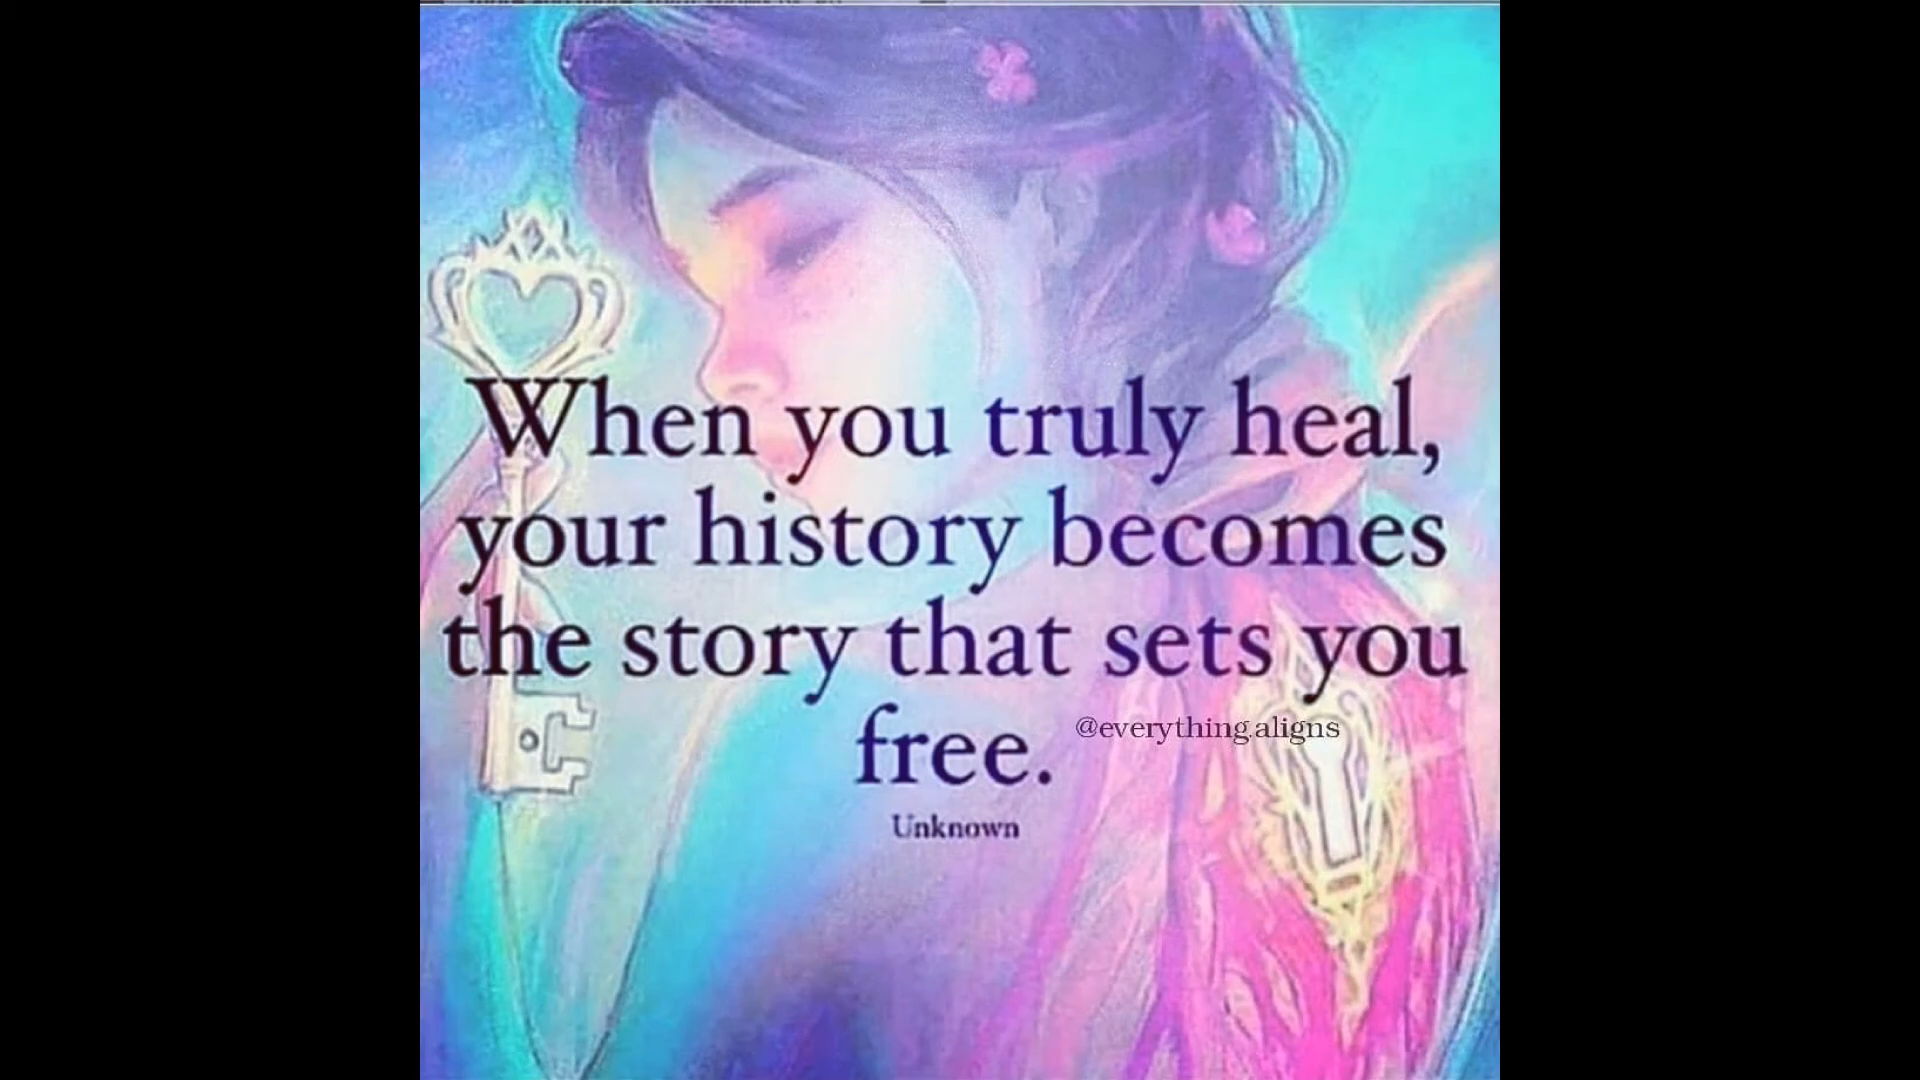 When you truly heal,
your history becomes
the story that sets you
free.
@everything.aligns
Unknown